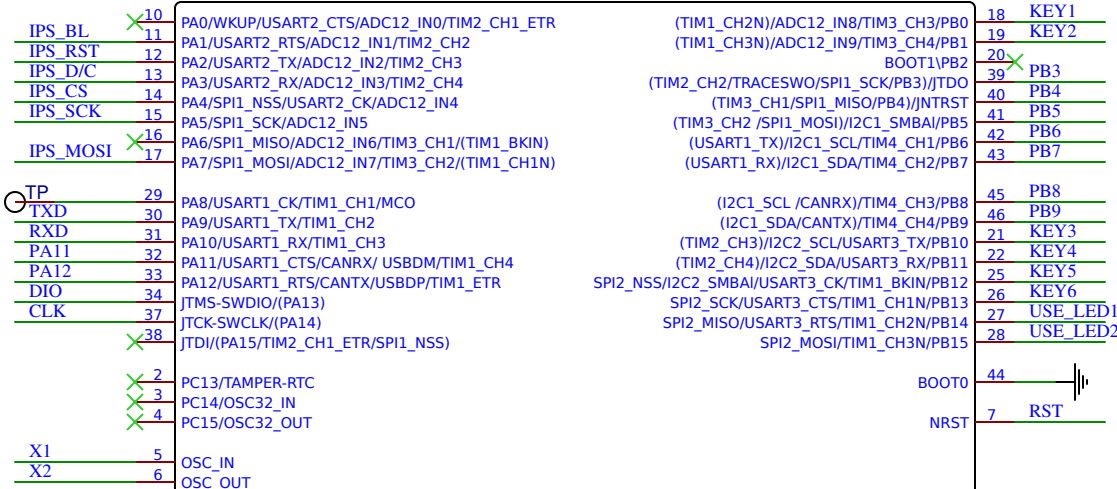 10 PA0/WKUP/USART2_CTS/ADC12_IN0/TIM2_CH1_ETR
IPS_BL 11 PA1/USART2_RTS/ADC12_IN1/TIM2_CH2
IPS_RST 12 PA2/USART2_TX/ADC12_IN2/TIM2_CH3
IPS_D/C 13 PA3/USART2_RX/ADC12_IN3/TIM2_CH4
IPS_CS 14 PA4/SPI1_NSS/USART2_CK/ADC12_IN4
IPS_SCK 15 PA5/SPI1_SCK/ADC12_IN5
16 PA6/SPI1_MISO/ADC12_IN6/TIM3_CH1/(TIM1_BKIN)
IPS_MOSI 17 PA7/SPI1_MOSI/ADC12_IN7/TIM3_CH2/(TIM1_CH1N)
TP 29 PA8/USART1_CK/TIM1_CH1/MCO
TXD 30 PA9/USART1_TX/TIM1_CH2
RXD 31 PA10/USART1_RX/TIM1_CH3
PA11 32 PA11/USART1_CTS/CANRX/ USBDM/TIM1_CH4
PA12 33 PA12/USART1_RTS/CANTX/USBDP/TIM1_ETR
DIO 34 JTMS-SWDIO/(PA13)
CLK 37 JTCK-SWCLK/(PA14)
38 JTDI/(PA15/TIM2_CH1_ETR/SPI1_NSS)
2 PC13/TAMPER-RTC
3 PC14/OSC32_IN
4 PC15/OSC32_OUT
X1 5 OSC_IN
X2 6 OSC_OUT
(TIM1_CH2N)/ADC12_IN8/TIM3_CH3/PB0 18 KEY1
(TIM1_CH3N)/ADC12_IN9/TIM3_CH4/PB1 19 KEY2
BOOT1\PB2 20
(TIM2_CH2/TRACESWO/SPI1_SCK/PB3)/JTDO 39 PB3
(TIM3_CH1/SPI1_MISO/PB4)/JNTRST 40 PB4
(TIM3_CH2 /SPI1_MOSI)/I2C1_SMBAI/PB5 41 PB5
(USART1_TX)/I2C1_SCL/TIM4_CH1/PB6 42 PB6
(USART1_RX)/I2C1_SDA/TIM4_CH2/PB7 43 PB7
(I2C1_SCL /CANRX)/TIM4_CH3/PB8 45 PB8
(I2C1_SDA/CANTX)/TIM4_CH4/PB9 46 PB9
(TIM2_CH3)/I2C2_SCL/USART3_TX/PB10 21 KEY3
(TIM2_CH4)/I2C2_SDA/USART3_RX/PB11 22 KEY4
SPI2_NSS/I2C2_SMBAI/USART3_CK/TIM1_BKIN/PB12 25 KEY5
SPI2_SCK/USART3_CTS/TIM1_CH1N/PB13 26 KEY6
SPI2_MISO/USART3_RTS/TIM1_CH2N/PB14 27 USE_LED1
SPI2_MOSI/TIM1_CH3N/PB15 28 USE_LED2
BOOT0 44
NRST 7 RST